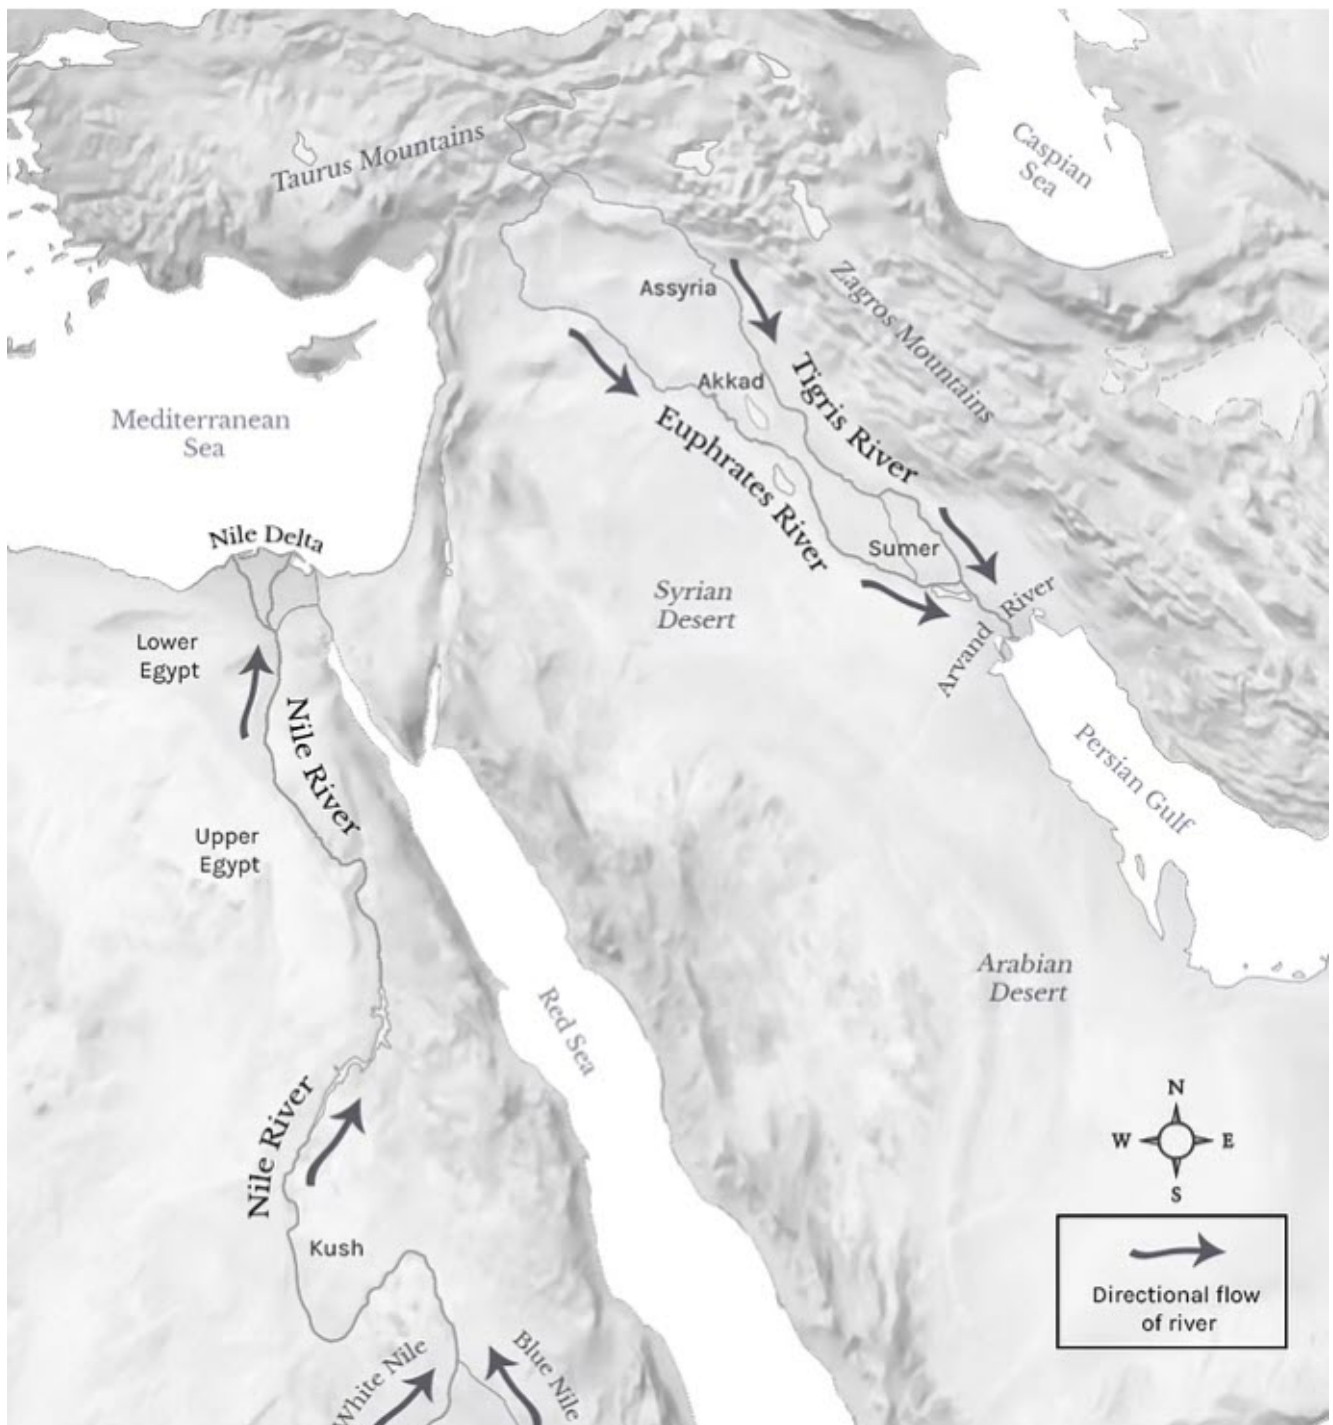 Taurus Mountains
Caspian
Sea
Zagros Mountains
Assyria
Akkad
Tigris River
Euphrates River
Mediterranean
Sea
Nile Delta
Sumer
Syrian
Desert
Arvand River
Lower
Egypt
Nile River
Persian Gulf
Upper
Egypt
Arabian
Desert
Red Sea
Nile River
Kush
White Nile
Blue Nile
N
W E
S
Directional flow
of river